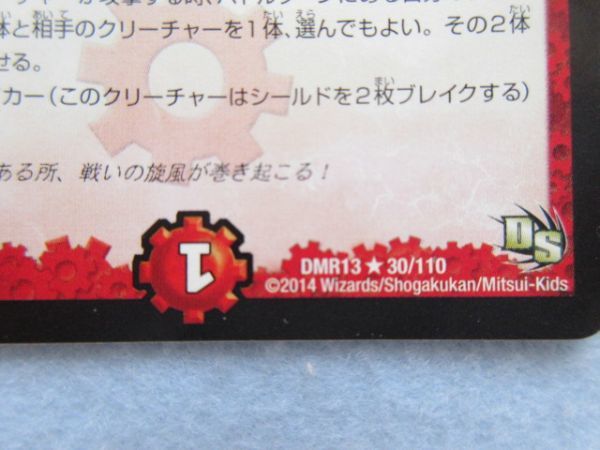 体と相手のクリーチャーを1体、選んでもよい。その2体
せる。
カー(このクリーチャーはシールドを2枚ブレイクする)
ある所、戦いの旋風が巻き起こる!
1
DS
DMR13 ★ 30/110
©2014 Wizards/Shogakukan/Mitsui-Kids